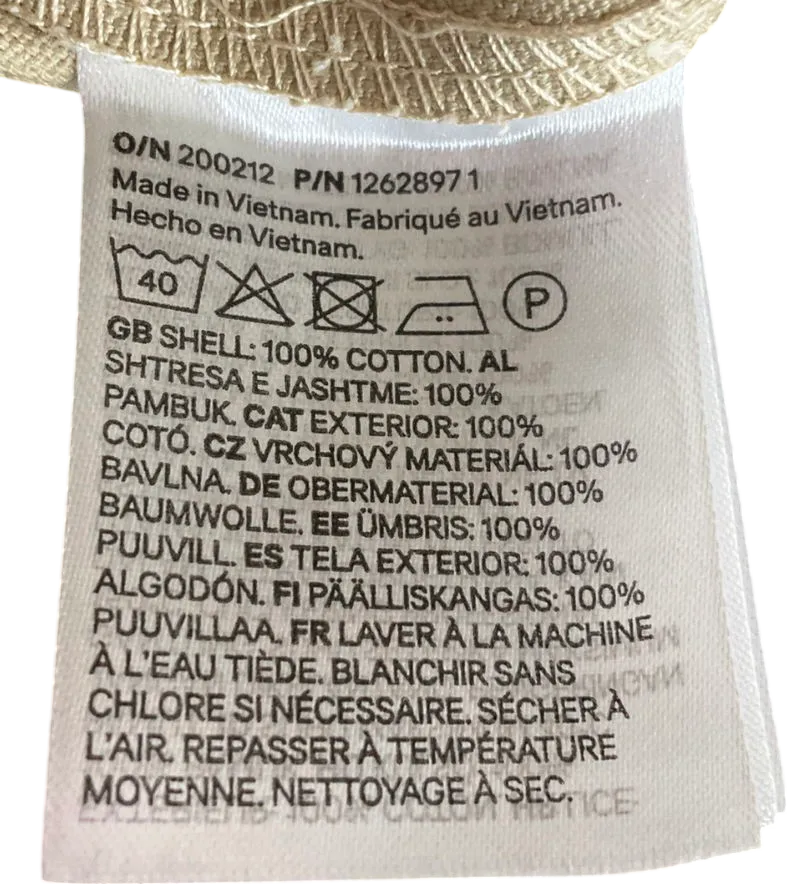 O/N 200212 P/N 12628971
Made in Vietnam. Fabriqué au Vietnam.
Hecho en Vietnam.
40
P
GB SHELL: 100% COTTON. AL
SHTRESA E JASHTME: 100%
PAMBUK. CAT EXTERIOR: 100%
COTÓ. CZ VRCHOVÝ MATERIÁL: 100%
BAVLNA. DE OBERMATERIAL: 100%
BAUMWOLLE. EE ÜMBRIS: 100%
PUUVILL. ES TELA EXTERIOR: 100%
ALGODÓN. FI PÄÄLLISKANGAS: 100%
PUUVILLAA. FR LAVER À LA MACHINE
À L'EAU TIÈDE. BLANCHIR SANS
CHLORE SI NÉCESSAIRE. SÉCHER À
L'AIR. REPASSER À TEMPÉRATURE
MOYENNE. NETTOYAGE À SEC.